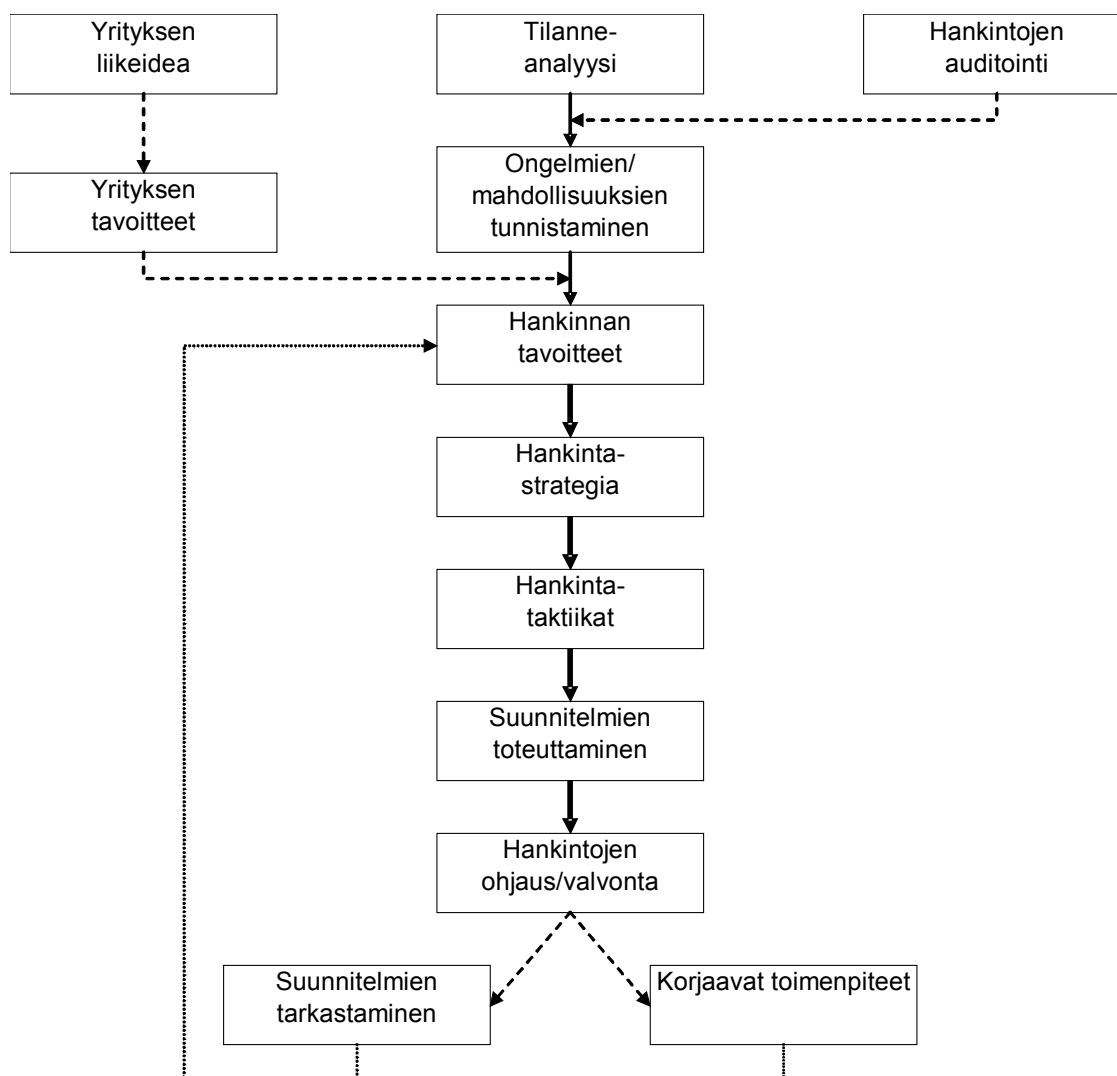 Yrityksen
liikeidea
Tilanne-
analyysi
Hankintojen
auditointi
Yrityksen
tavoitteet
Ongelmien/
mahdollisuuksien
tunnistaminen
Hankinnan
tavoitteet
Hankinta-
strategia
Hankinta-
taktiikat
Suunnitelmien
toteuttaminen
Hankintojen
ohjaus/valvonta
Suunnitelmien
tarkastaminen
Korjaavat toimenpiteet